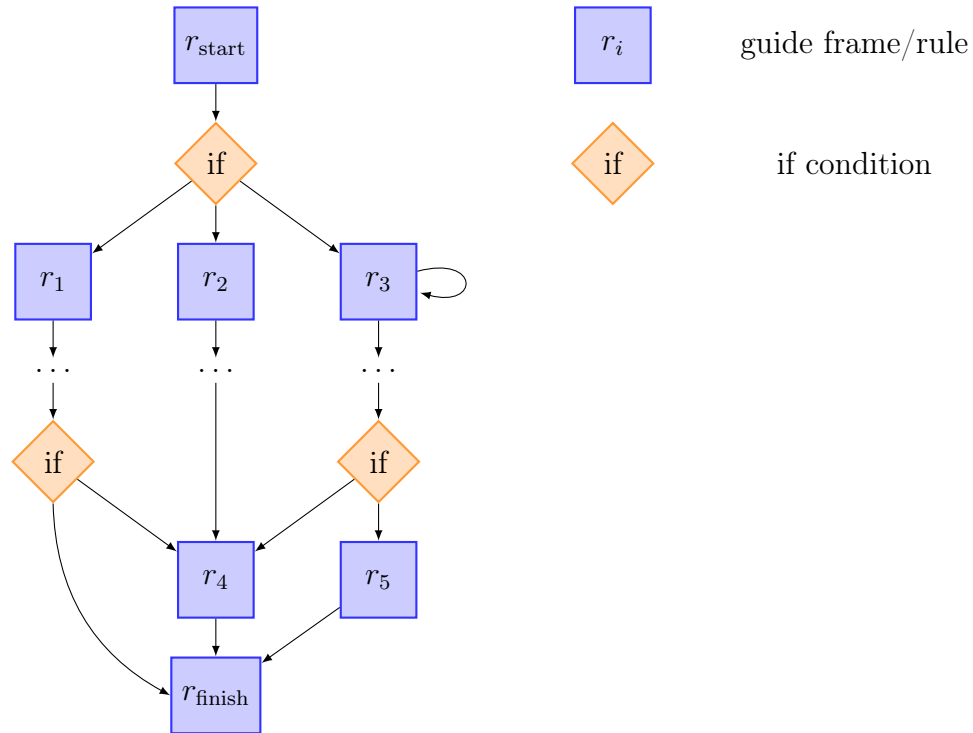 r_start
r_i guide frame/rule
if
if if condition
r_1 r_2 r_3
... ... ...
if if
r_4 r_5
r_finish